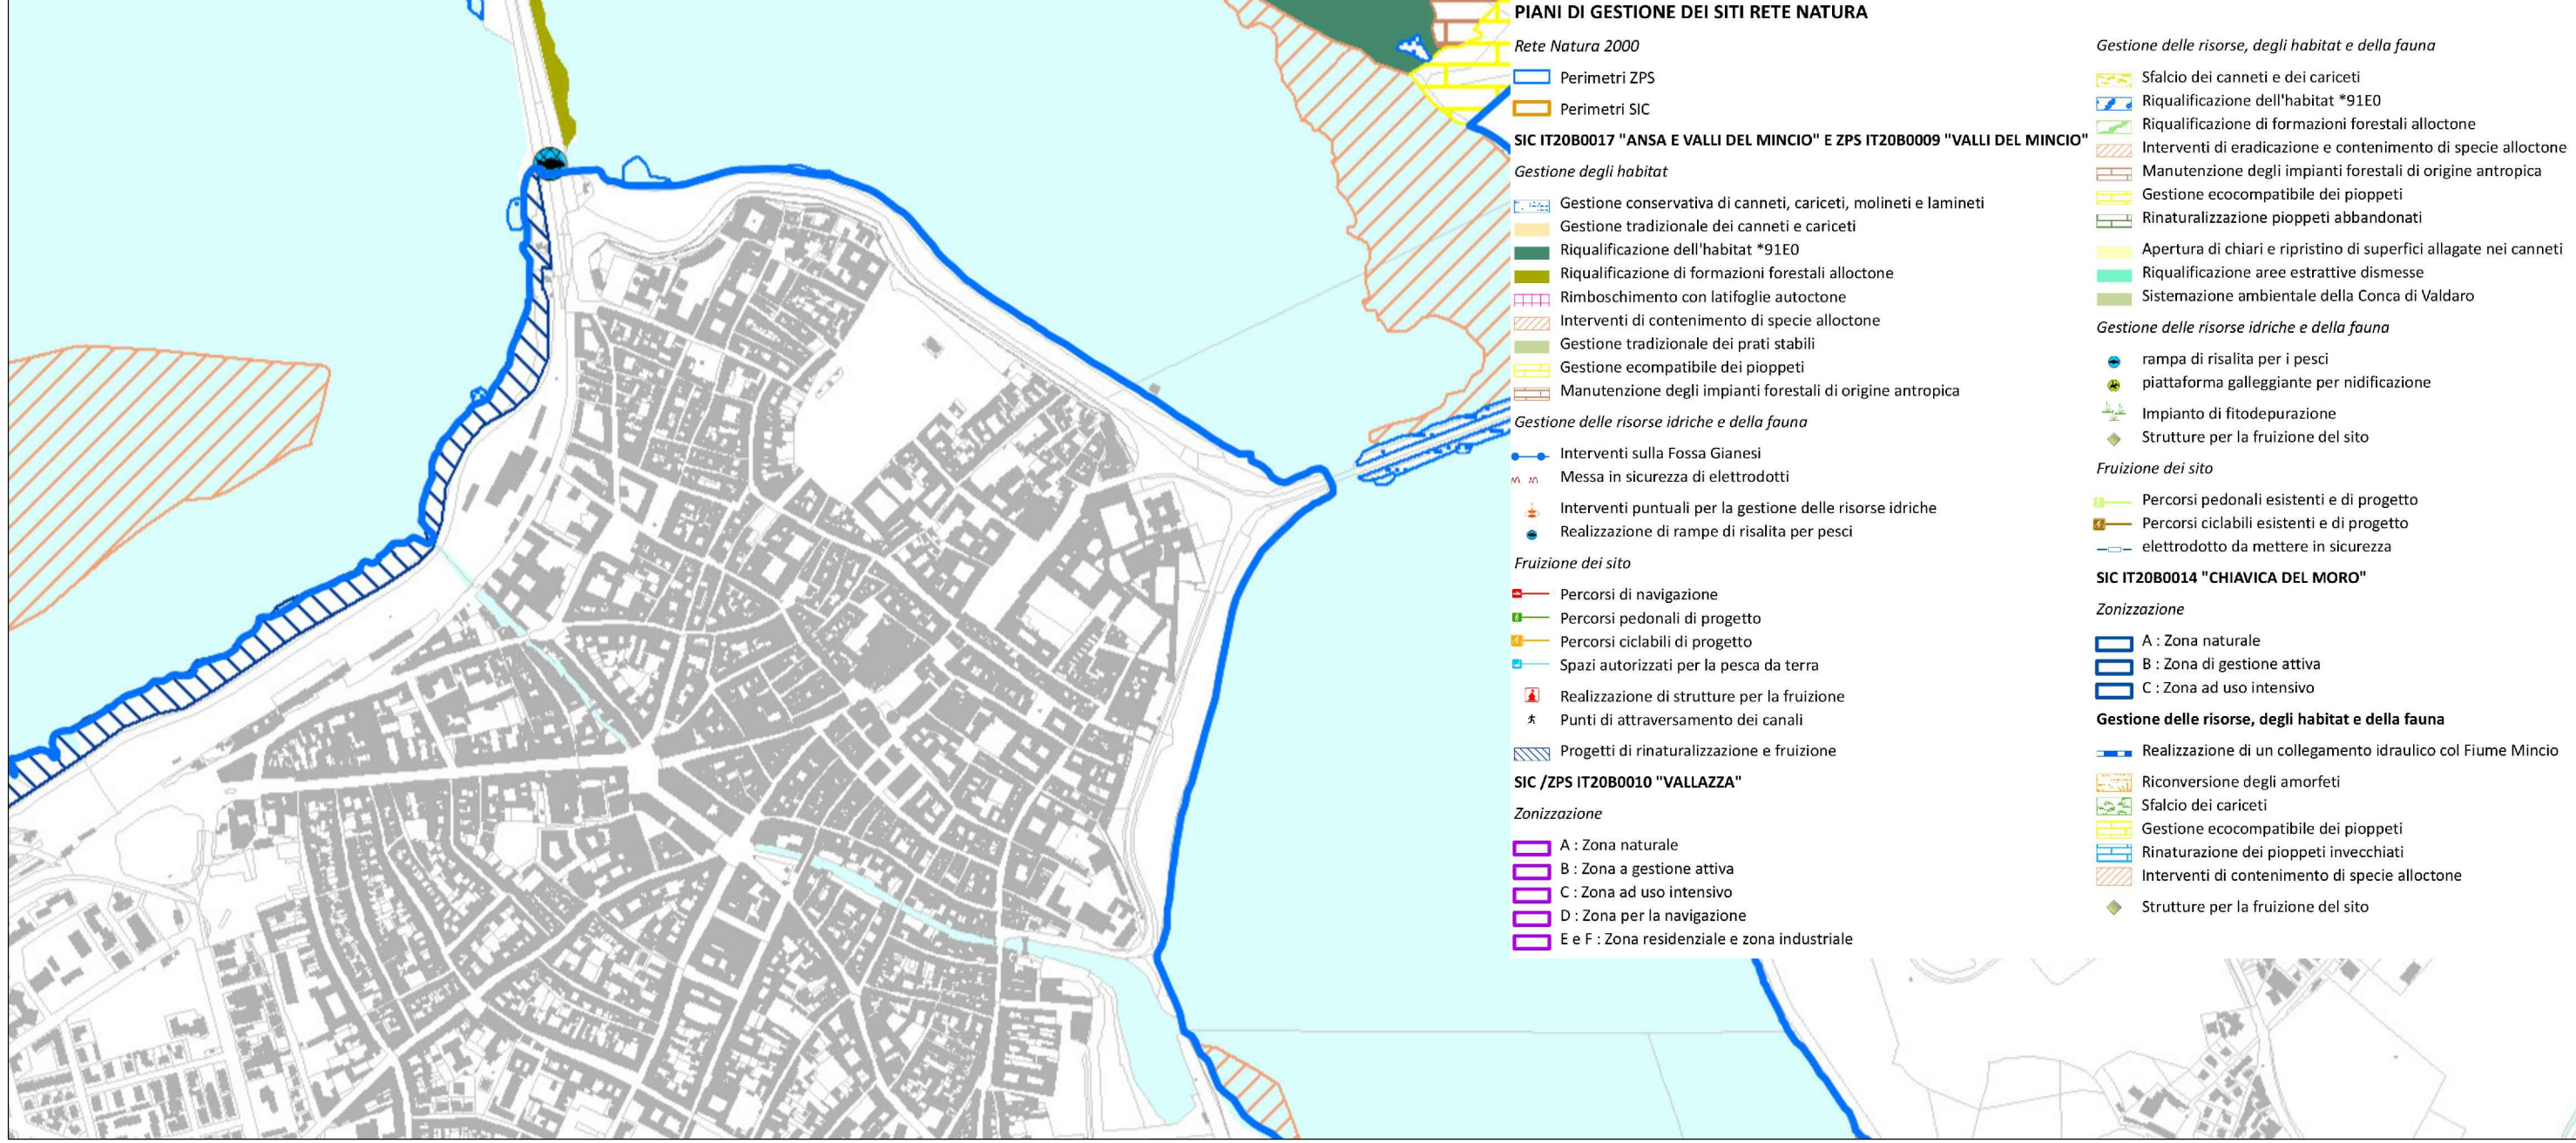 PIANI DI GESTIONE DEI SITI RETE NATURA
Rete Natura 2000
Perimetri ZPS
Perimetri SIC
SIC IT20B0017 "ANSA E VALLI DEL MINCIO" E ZPS IT20B0009 "VALLI DEL MINCIO"
Gestione degli habitat
Gestione conservativa di canneti, cariceti, molineti e lamineti
Gestione tradizionale dei canneti e cariceti
Riqualificazione dell'habitat *91E0
Riqualificazione di formazioni forestali alloctone
Rimboschimento con latifoglie autoctone
Interventi di contenimento di specie alloctone
Gestione tradizionale dei prati stabili
Gestione ecompatibile dei pioppeti
Manutenzione degli impianti forestali di origine antropica
Gestione delle risorse idriche e della fauna
Interventi sulla Fossa Gianesi
Messa in sicurezza di elettrodotti
Interventi puntuali per la gestione delle risorse idriche
Realizzazione di rampe di risalita per pesci
Fruizione dei sito
Percorsi di navigazione
Percorsi pedonali di progetto
Percorsi ciclabili di progetto
Spazi autorizzati per la pesca da terra
Realizzazione di strutture per la fruizione
Punti di attraversamento dei canali
Progetti di rinaturalizzazione e fruizione
SIC /ZPS IT20B0010 "VALLAZZA"
Zonizzazione
A : Zona naturale
B : Zona a gestione attiva
C : Zona ad uso intensivo
D : Zona per la navigazione
E e F : Zona residenziale e zona industriale
Gestione delle risorse, degli habitat e della fauna
Sfalcio dei canneti e dei cariceti
Riqualificazione dell'habitat *91E0
Riqualificazione di formazioni forestali alloctone
Interventi di eradicazione e contenimento di specie alloctone
Manutenzione degli impianti forestali di origine antropica
Gestione ecocompatibile dei pioppeti
Rinaturalizzazione pioppeti abbandonati
Apertura di chiari e ripristino di superfici allagate nei canneti
Riqualificazione aree estrattive dismesse
Sistemazione ambientale della Conca di Valdaro
Gestione delle risorse idriche e della fauna
rampa di risalita per i pesci
piattaforma galleggiante per nidificazione
Impianto di fitodepurazione
Strutture per la fruizione del sito
Fruizione dei sito
Percorsi pedonali esistenti e di progetto
Percorsi ciclabili esistenti e di progetto
elettrodotto da mettere in sicurezza
SIC IT20B0014 "CHIAVICA DEL MORO"
Zonizzazione
A : Zona naturale
B : Zona di gestione attiva
C : Zona ad uso intensivo
Gestione delle risorse, degli habitat e della fauna
Realizzazione di un collegamento idraulico col Fiume Mincio
Riconversione degli amorfeti
Sfalcio dei cariceti
Gestione ecocompatibile dei pioppeti
Rinaturazione dei pioppeti invecchiati
Interventi di contenimento di specie alloctone
Strutture per la fruizione del sito